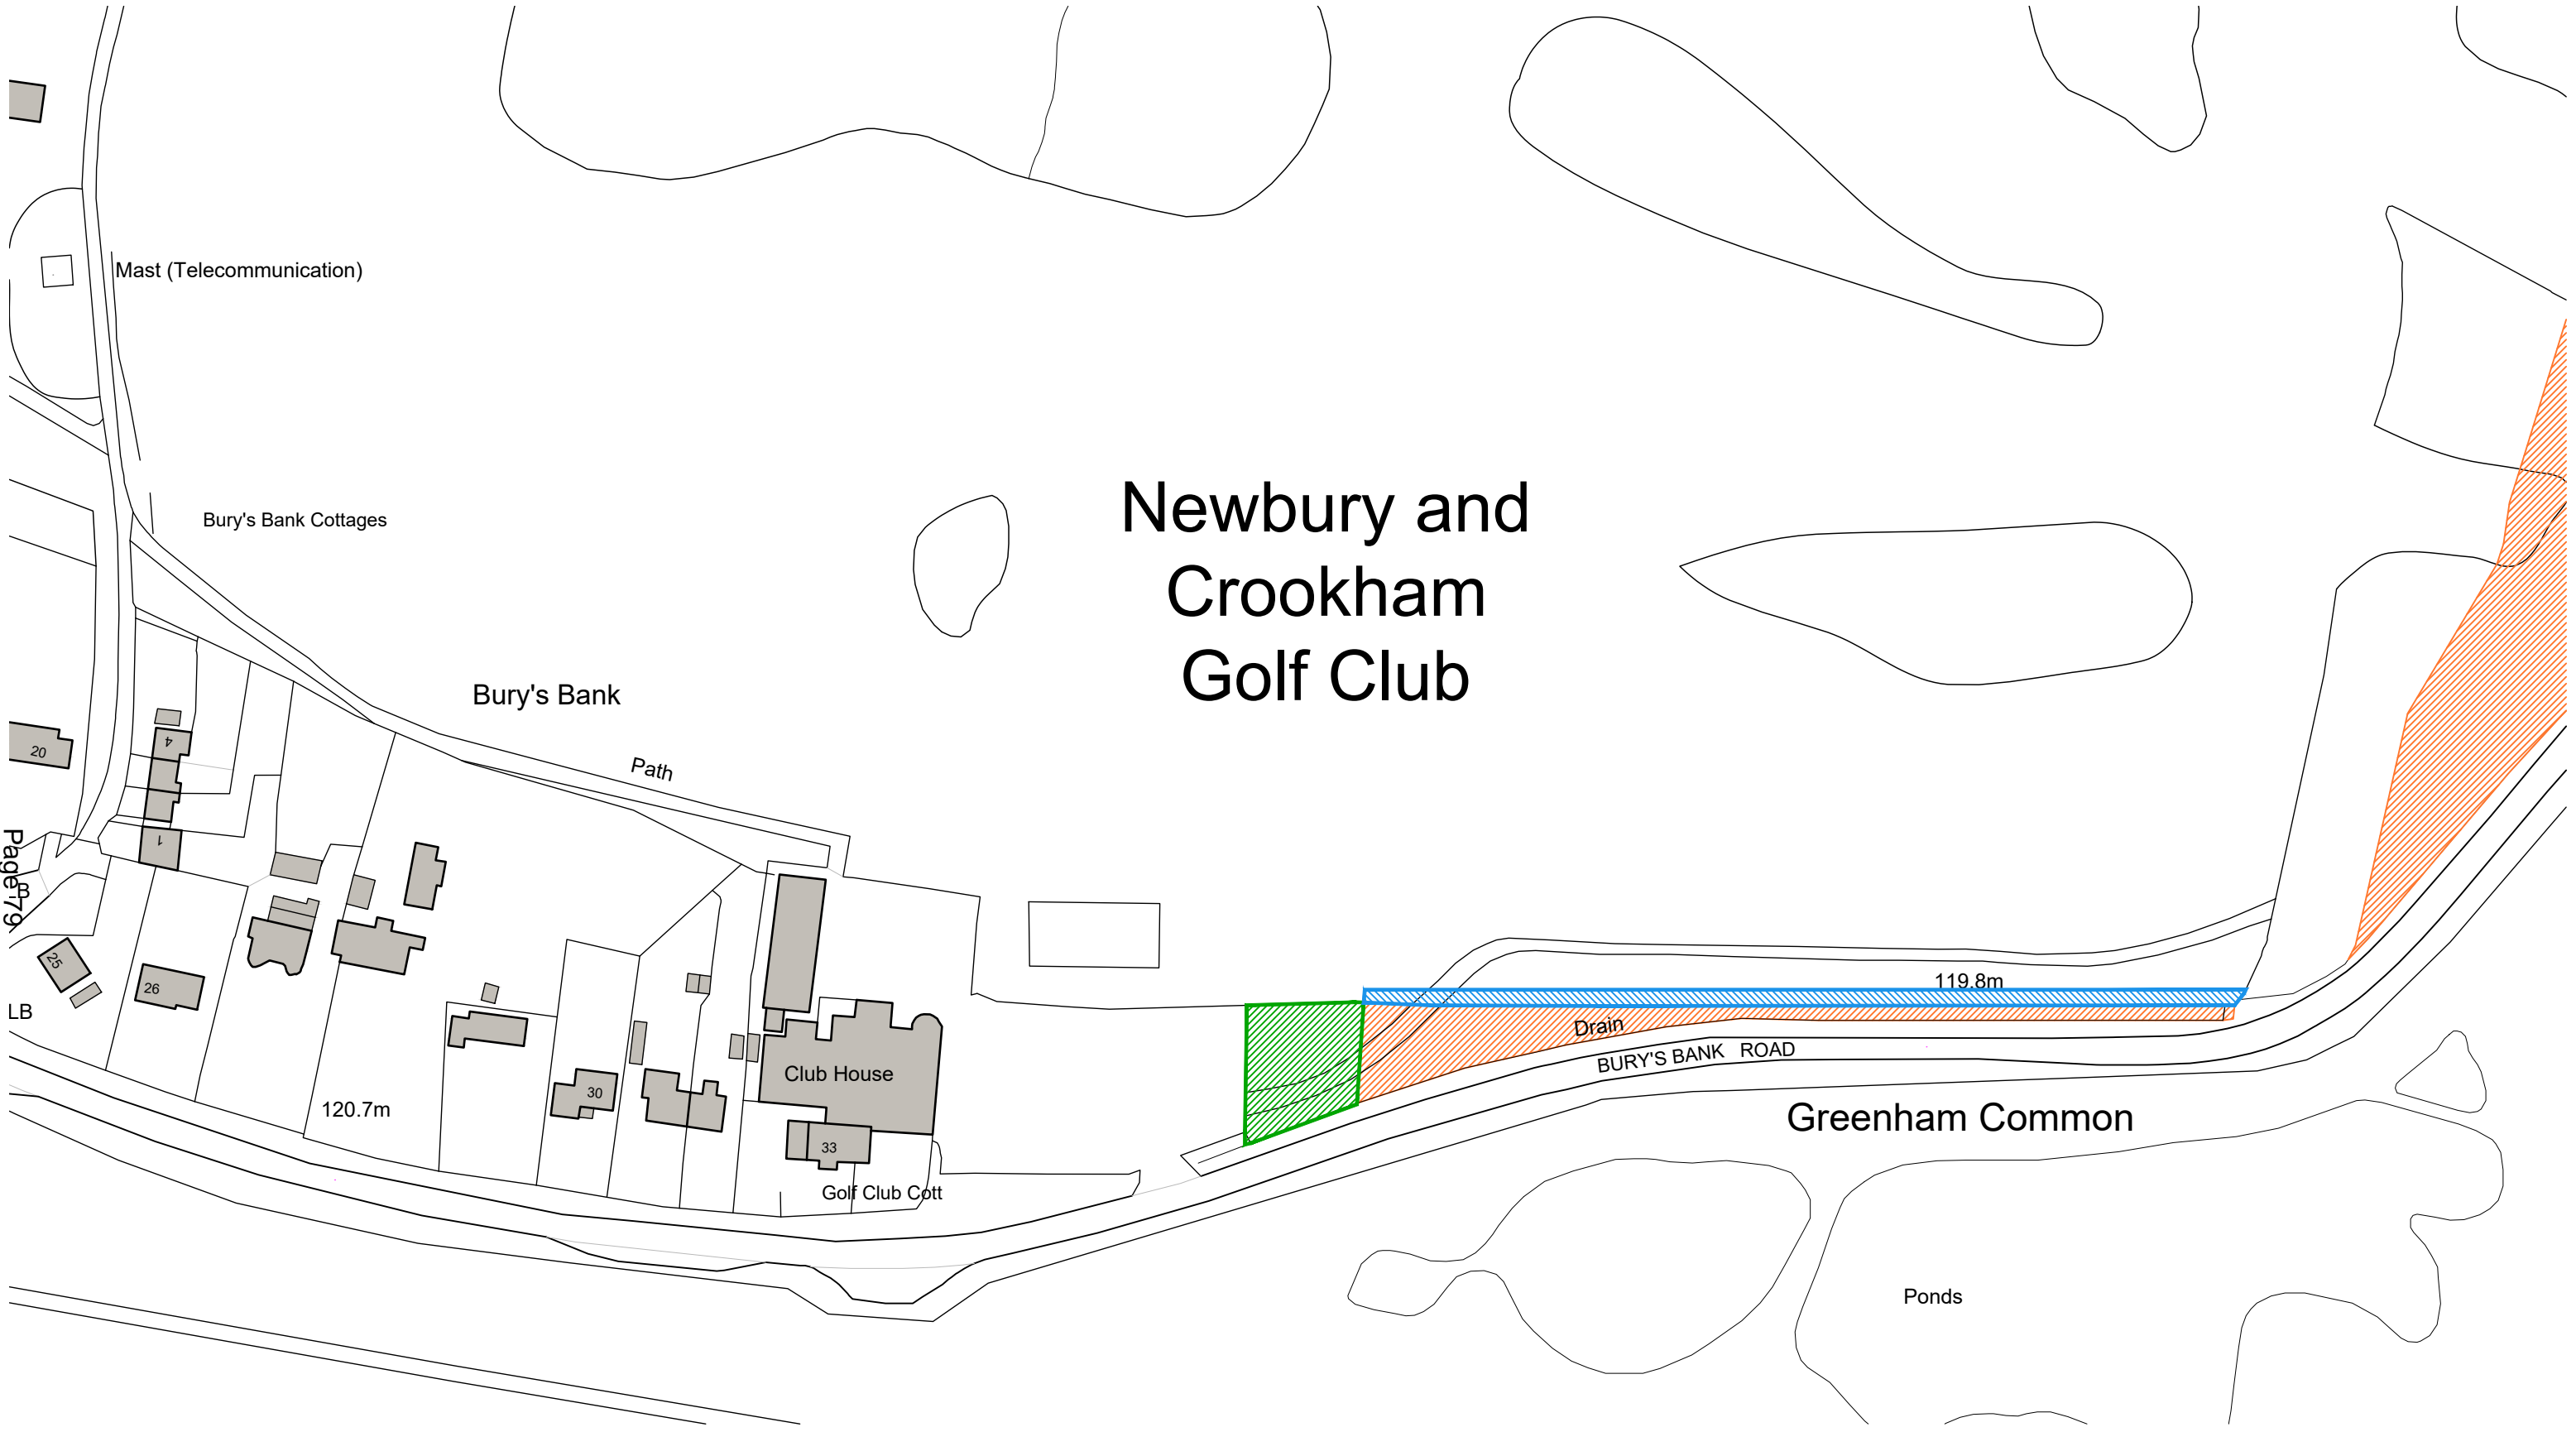 Mast (Telecommunication)
Bury's Bank Cottages
Newbury and
Crookham
Golf Club
Bury's Bank
Path
20
4
1
Page 79
B
25
26
LB
119.8m
Drain
BURY'S BANK ROAD
Club House
30
120.7m
Greenham Common
33
Golf Club Cott
Ponds